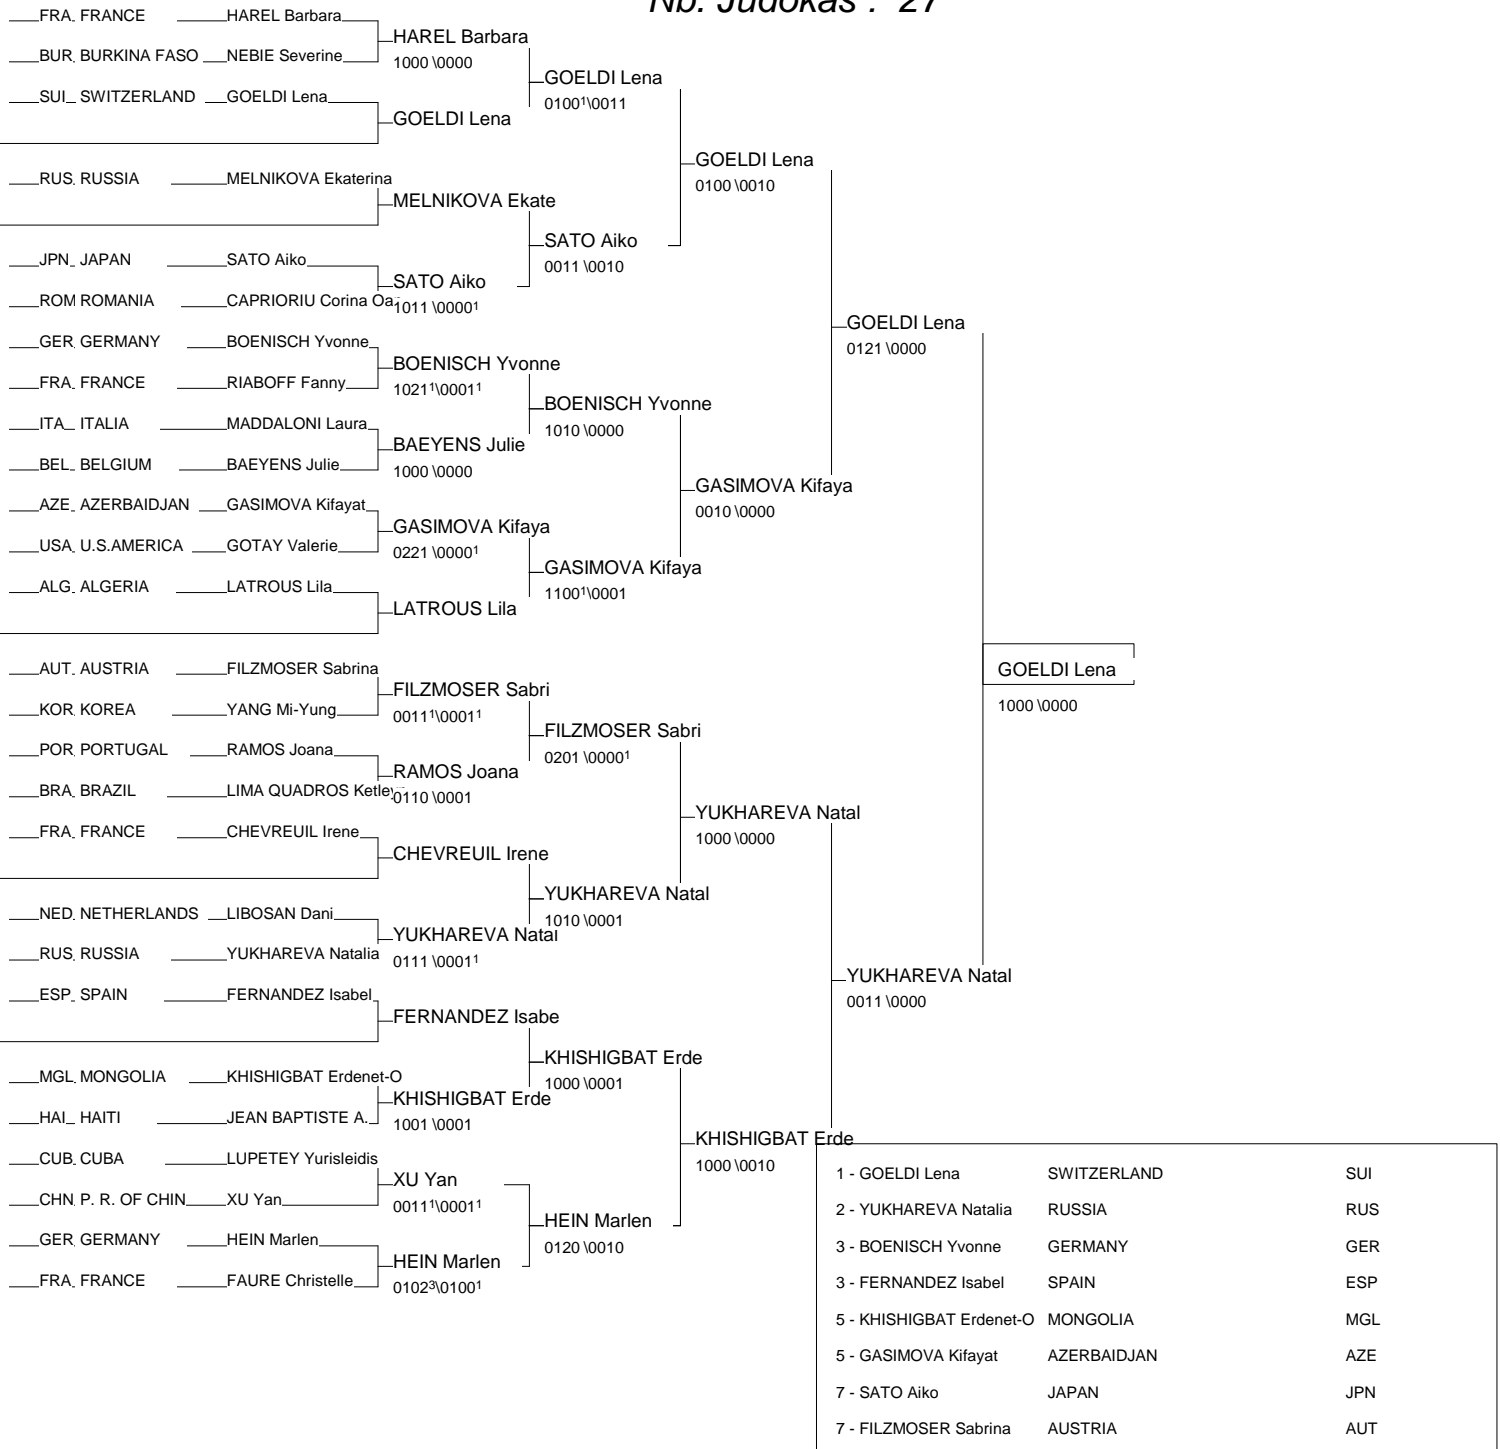 Nb. Judokas : 27
FRA FRANCE HAREL Barbara
HAREL Barbara
BUR BURKINA FASO NEBIE Severine
1000 \0000
GOELDI Lena
SUI SWITZERLAND GOELDI Lena
0100¹\0011
GOELDI Lena
GOELDI Lena
RUS RUSSIA MELNIKOVA Ekaterina
0100 \0010
MELNIKOVA Ekate
SATO Aiko
JPN JAPAN SATO Aiko
0011 \0010
SATO Aiko
ROM ROMANIA CAPRIORIU Corina Oa
1011 \0000¹
GOELDI Lena
GER GERMANY BOENISCH Yvonne
0121 \0000
BOENISCH Yvonne
FRA FRANCE RIABOFF Fanny
1021¹\0001¹
BOENISCH Yvonne
ITA ITALIA MADDALONI Laura
1010 \0000
BAEYENS Julie
BEL BELGIUM BAEYENS Julie
1000 \0000
GASIMOVA Kifaya
AZE AZERBAIDJAN GASIMOVA Kifayat
0010 \0000
GASIMOVA Kifaya
USA U.S.AMERICA GOTAY Valerie
0221 \0000¹
GASIMOVA Kifaya
ALG ALGERIA LATROUS Lila
1100¹\0001
LATROUS Lila
AUT AUSTRIA FILZMOSER Sabrina
GOELDI Lena
FILZMOSER Sabri
1000 \0000
KOR KOREA YANG Mi-Yung
0011¹\0001¹
FILZMOSER Sabri
POR PORTUGAL RAMOS Joana
0201 \0000¹
RAMOS Joana
BRA BRAZIL LIMA QUADROS Ketley
0110 \0001
YUKHAREVA Natal
FRA FRANCE CHEVREUIL Irene
1000 \0000
CHEVREUIL Irene
YUKHAREVA Natal
NED NETHERLANDS LIBOSAN Dani
1010 \0001
YUKHAREVA Natal
RUS RUSSIA YUKHAREVA Natalia
0111 \0001¹
YUKHAREVA Natal
ESP SPAIN FERNANDEZ Isabel
0011 \0000
FERNANDEZ Isabe
KHISHIGBAT Erde
MGL MONGOLIA KHISHIGBAT Erdenet-O
1000 \0001
KHISHIGBAT Erde
HAI HAITI JEAN BAPTISTE A.
1001 \0001
KHISHIGBAT Erde
CUB CUBA LUPETEY Yurisleidis
1000 \0010
XU Yan
CHN P. R. OF CHIN XU Yan
0011¹\0001¹
HEIN Marlen
GER GERMANY HEIN Marlen
0120 \0010
HEIN Marlen
FRA FRANCE FAURE Christelle
0102³\0100¹
1 - GOELDI Lena SWITZERLAND SUI
2 - YUKHAREVA Natalia RUSSIA RUS
3 - BOENISCH Yvonne GERMANY GER
3 - FERNANDEZ Isabel SPAIN ESP
5 - KHISHIGBAT Erdenet-O MONGOLIA MGL
5 - GASIMOVA Kifayat AZERBAIDJAN AZE
7 - SATO Aiko JAPAN JPN
7 - FILZMOSER Sabrina AUSTRIA AUT